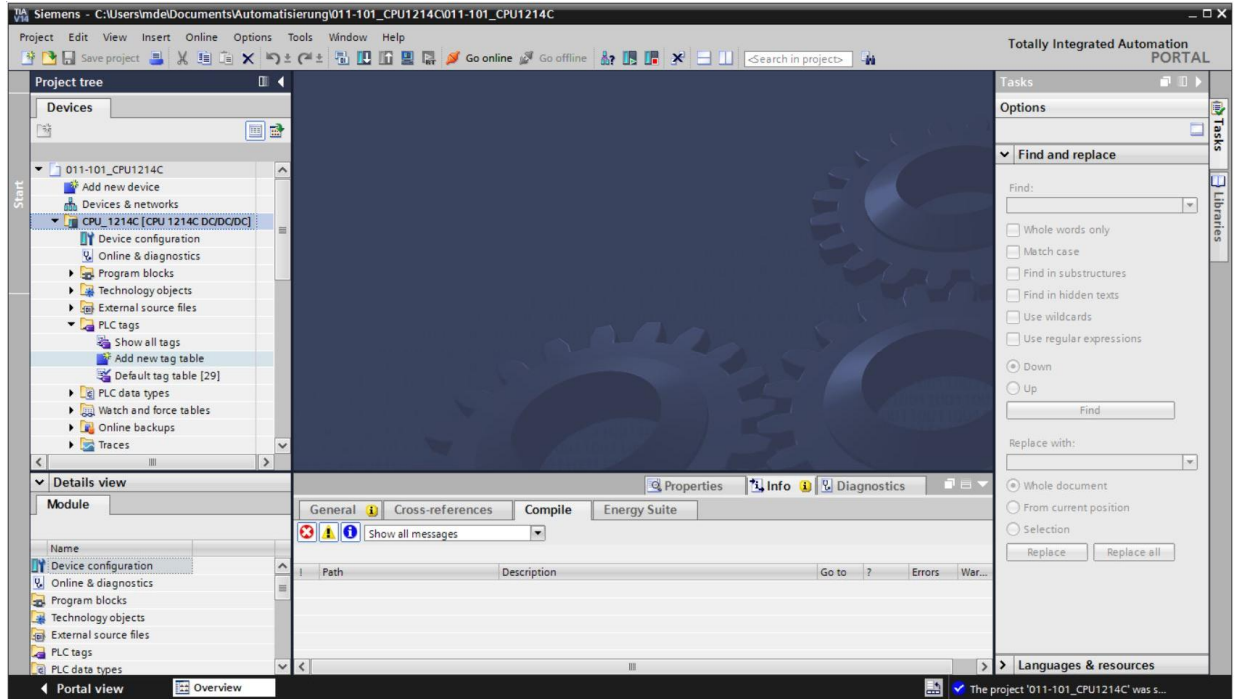 TIA V14 Siemens - C:\Users\mde\Documents\Automatisierung\011-101_CPU1214C\011-101_CPU1214C
Project Edit View Insert Online Options Tools Window Help
Totally Integrated Automation
PORTAL
Save project Go online Go offline <Search in project>
Project tree
Devices
Start
011-101_CPU1214C
Add new device
Devices & networks
CPU_1214C [CPU 1214C DC/DC/DC]
Device configuration
Online & diagnostics
Program blocks
Technology objects
External source files
PLC tags
Show all tags
Add new tag table
Default tag table [29]
PLC data types
Watch and force tables
Online backups
Traces
Details view
Module
Name
Device configuration
Online & diagnostics
Program blocks
Technology objects
External source files
PLC tags
PLC data types
Properties Info Diagnostics
General Cross-references Compile Energy Suite
Show all messages
! Path Description Go to ? Errors War...
Tasks
Options
Find and replace
Find:
Whole words only
Match case
Find in substructures
Find in hidden texts
Use wildcards
Use regular expressions
Down
Up
Find
Replace with:
Whole document
From current position
Selection
Replace Replace all
Languages & resources
Tasks
Libraries
Portal view Overview The project '011-101_CPU1214C' was s...